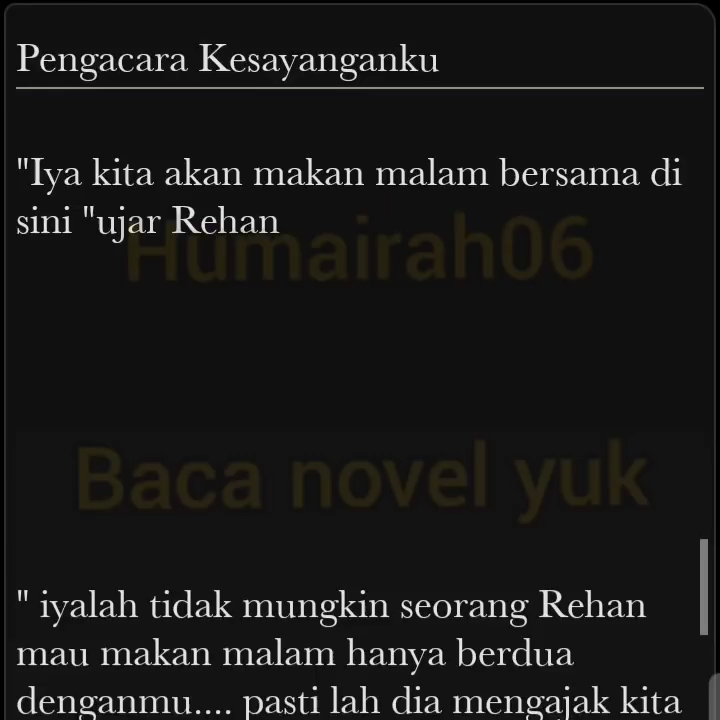 Pengacara Kesayanganku
"Iya kita akan makan malam bersama di
sini "ujar Rehan
Humairah06
Baca novel yuk
" iyalah tidak mungkin seorang Rehan
mau makan malam hanya berdua
denganmu.... pasti lah dia mengajak kita